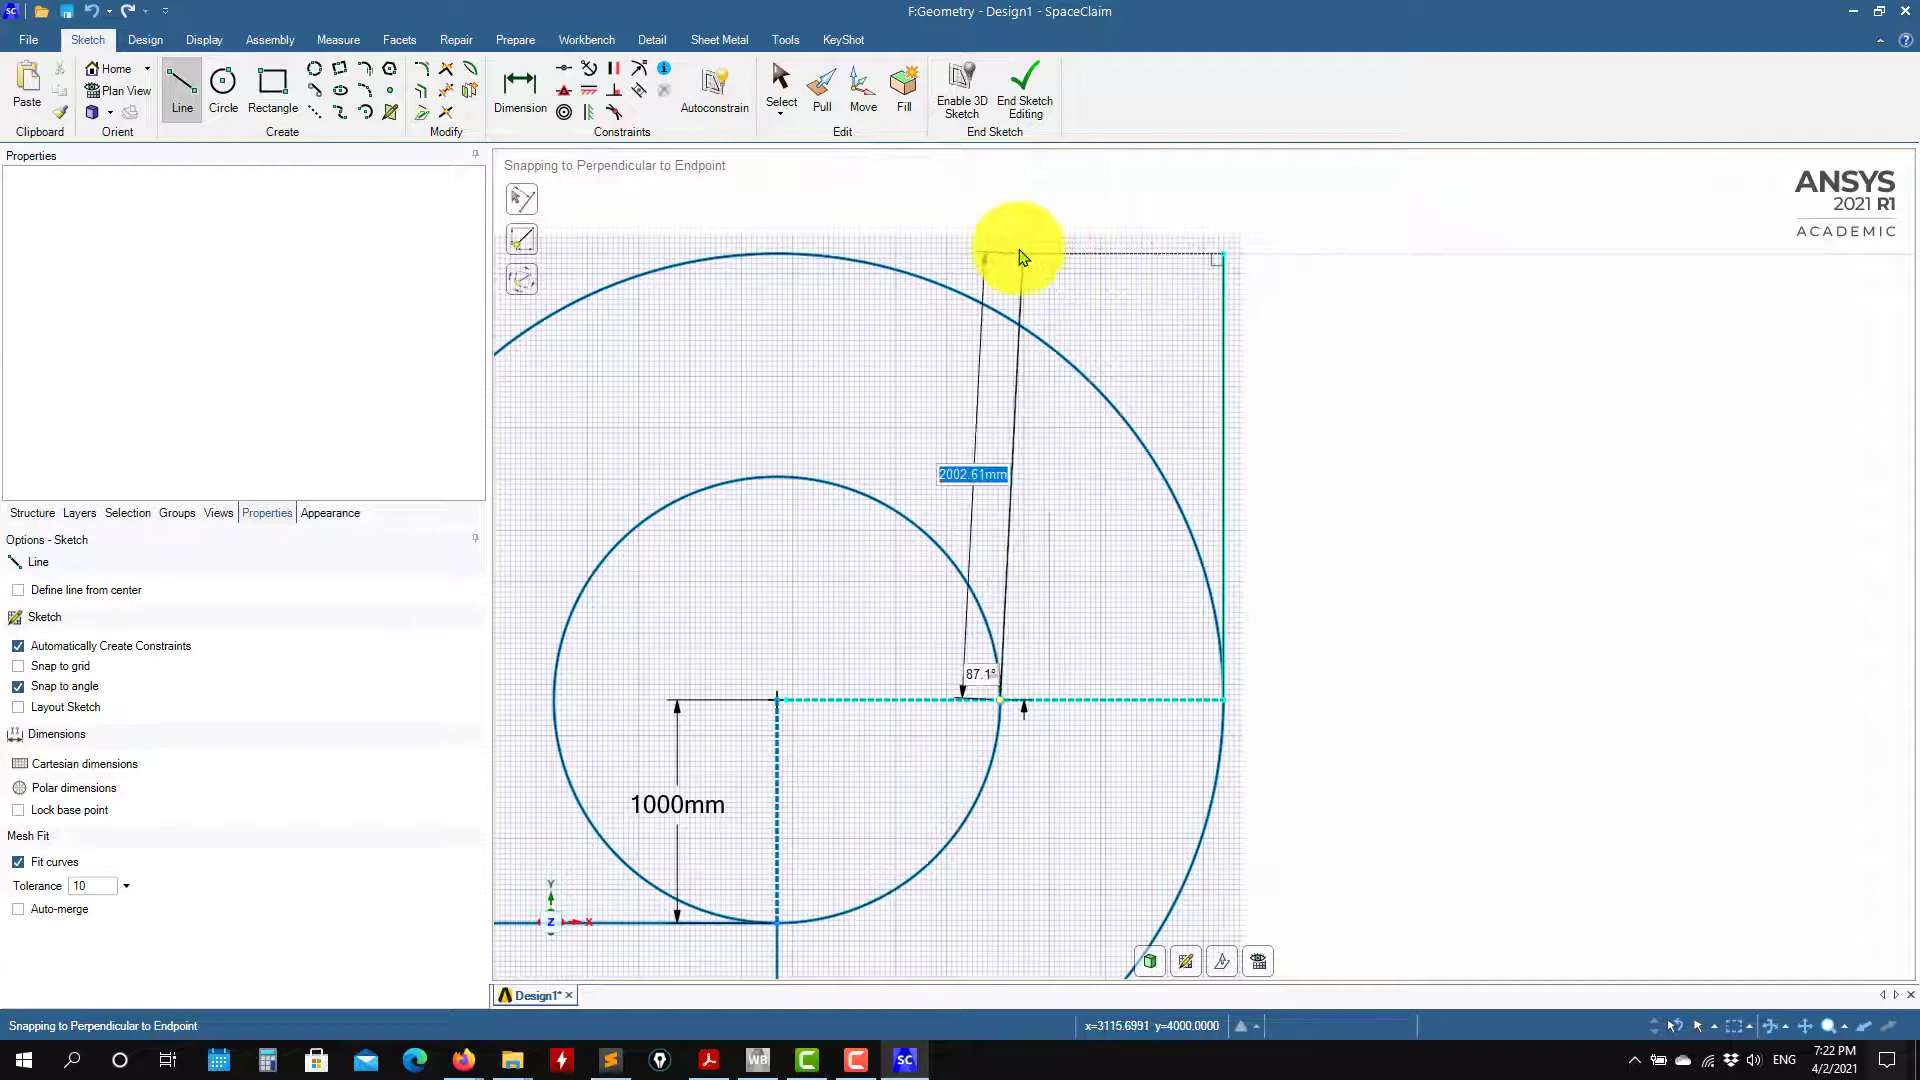 F:Geometry - Design1 - SpaceClaim
File Sketch Design Display Assembly Measure Facets Repair Prepare Workbench Detail Sheet Metal Tools KeyShot
Paste
Home
Plan View
Line
Circle
Rectangle
Dimension
Autoconstrain
Select
Pull
Move
Fill
Enable 3D
Sketch
End Sketch
Editing
Clipboard
Orient
Create
Modify
Constraints
Edit
End Sketch
Properties
Structure Layers Selection Groups Views Properties Appearance
Options - Sketch
Line
Define line from center
Sketch
Automatically Create Constraints
Snap to grid
Snap to angle
Layout Sketch
Dimensions
Cartesian dimensions
Polar dimensions
Lock base point
Mesh Fit
Fit curves
Tolerance 10
Auto-merge
Snapping to Perpendicular to Endpoint
ANSYS
2021 R1
ACADEMIC
2002.61mm
87.1°
1000mm
Y
Z
X
Design1*
Snapping to Perpendicular to Endpoint
x=3115.6991 y=4000.0000
WB
SC
SC
ENG
7:22 PM
4/2/2021